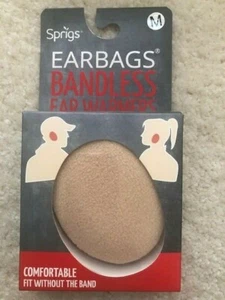 Sprigs
M
EARBAGS®
BANDLESS
EAR WARMERS
COMFORTABLE
FIT WITHOUT THE BAND